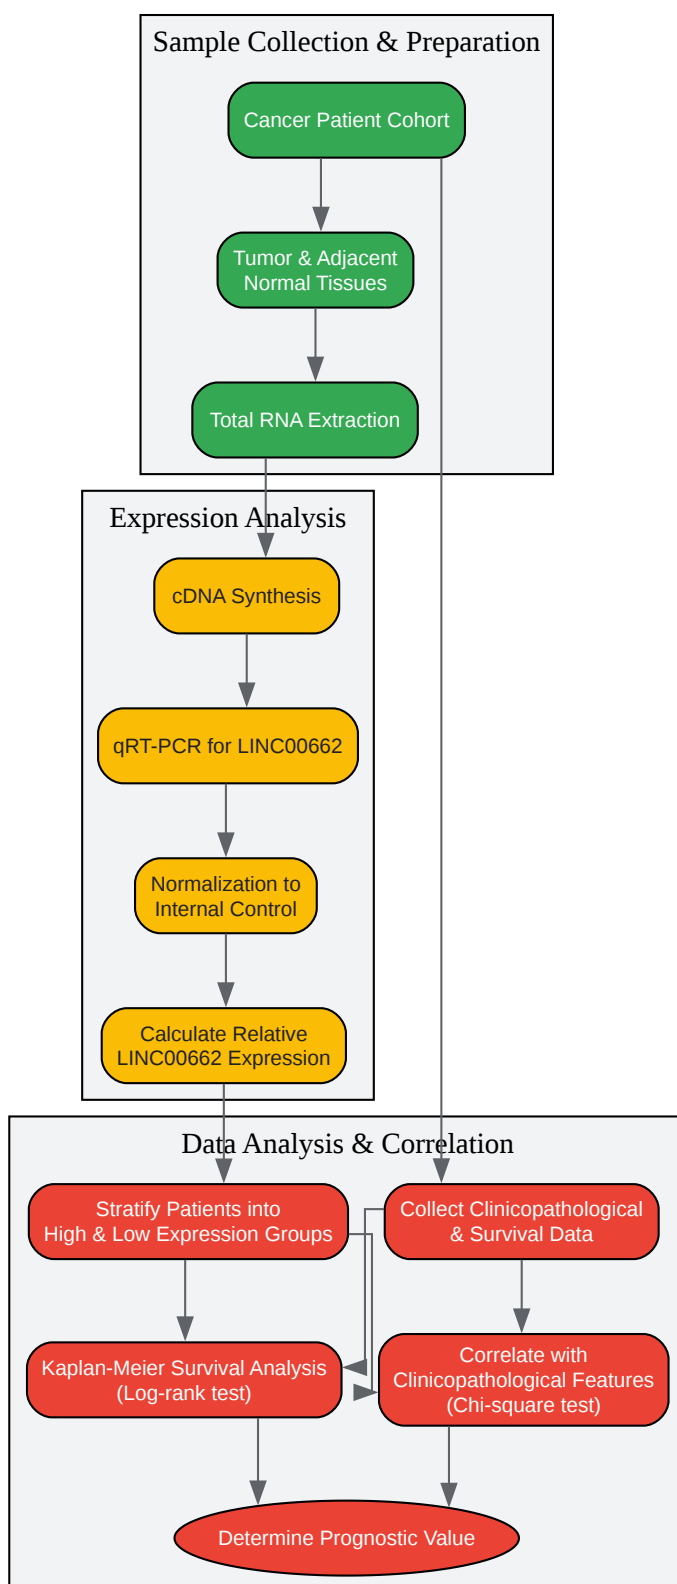 Sample Collection & Preparation
Cancer Patient Cohort
Tumor & Adjacent
Normal Tissues
Total RNA Extraction
Expression Analysis
cDNA Synthesis
qRT-PCR for LINC00662
Normalization to
Internal Control
Calculate Relative
LINC00662 Expression
Data Analysis & Correlation
Stratify Patients into
High & Low Expression Groups
Collect Clinicopathological
& Survival Data
Kaplan-Meier Survival Analysis
(Log-rank test)
Correlate with
Clinicopathological Features
(Chi-square test)
Determine Prognostic Value